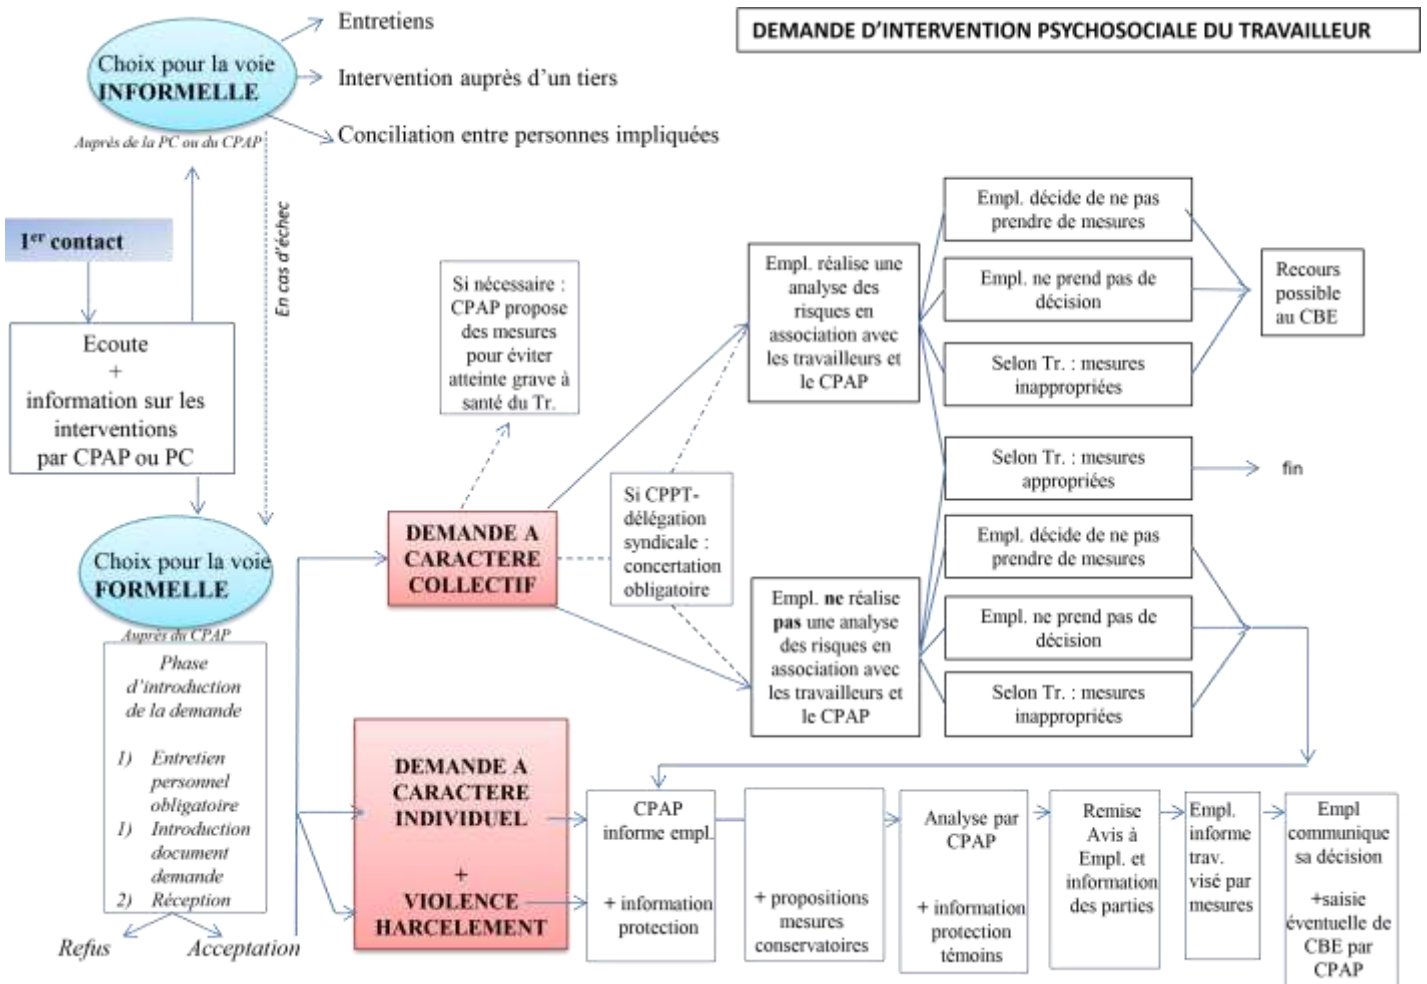 DEMANDE D'INTERVENTION PSYCHOSOCIALE DU TRAVAILLEUR
Choix pour la voie
INFORMELLE
Auprès de la PC ou du CPAP
Entretiens
Intervention auprès d'un tiers
Conciliation entre personnes impliquées
1er contact
En cas d'échec
Ecoute
+
information sur les
interventions
par CPAP ou PC
Choix pour la voie
FORMELLE
Auprès du CPAP
Phase
d'introduction
de la demande
1) Entretien
personnel
obligatoire
1) Introduction
document
demande
2) Réception
Refus
Acceptation
Si nécessaire :
CPAP propose
des mesures
pour éviter
atteinte grave à
santé du Tr.
DEMANDE A
CARACTERE
COLLECTIF
Si CPPT-
délégation
syndicale :
concertation
obligatoire
Empl. réalise une
analyse des
risques en
association avec
les travailleurs et
le CPAP
Empl. ne réalise
pas une analyse
des risques en
association avec
les travailleurs et
le CPAP
Empl. décide de ne pas
prendre de mesures
Empl. ne prend pas de
décision
Selon Tr. : mesures
inappropriées
Recours
possible
au CBE
Selon Tr. : mesures
appropriées
fin
Empl. décide de ne pas
prendre de mesures
Empl. ne prend pas de
décision
Selon Tr. : mesures
inappropriées
DEMANDE A
CARACTERE
INDIVIDUEL
+
VIOLENCE
HARCELEMENT
CPAP
informe empl.
+ information
protection
+ propositions
mesures
conservatoires
Analyse par
CPAP
+ information
protection
témoins
Remise
Avis à
Empl. et
information
des parties
Empl.
informe
trav.
visé par
mesures
Empl
communique
sa décision
+saisie
éventuelle de
CBE par
CPAP